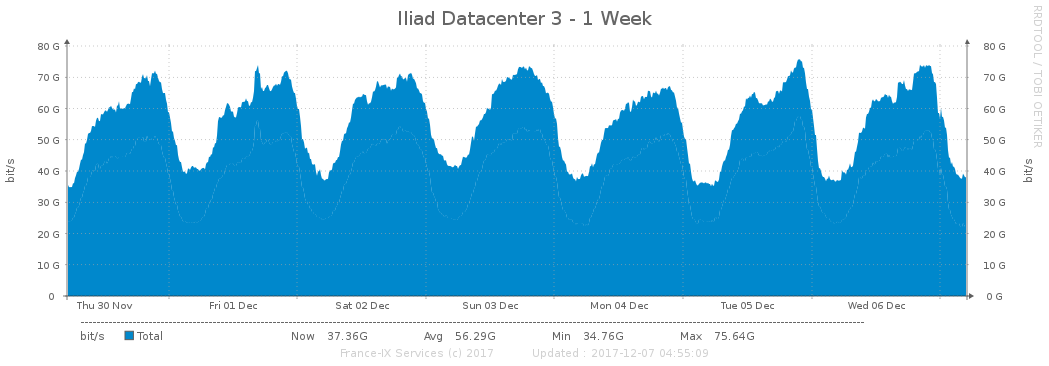 Iliad Datacenter 3 - 1 Week
RRDTOOL / TOBI OETIKER
bit/s
80 G 80 G
70 G 70 G
60 G 60 G
50 G 50 G
40 G 40 G
30 G 30 G
20 G 20 G
10 G 10 G
0 0 G
bit/s
Thu 30 Nov Fri 01 Dec Sat 02 Dec Sun 03 Dec Mon 04 Dec Tue 05 Dec Wed 06 Dec
bit/s Total Now 37.36G Avg 56.29G Min 34.76G Max 75.64G
France-IX Services (c) 2017 Updated : 2017-12-07 04:55:09